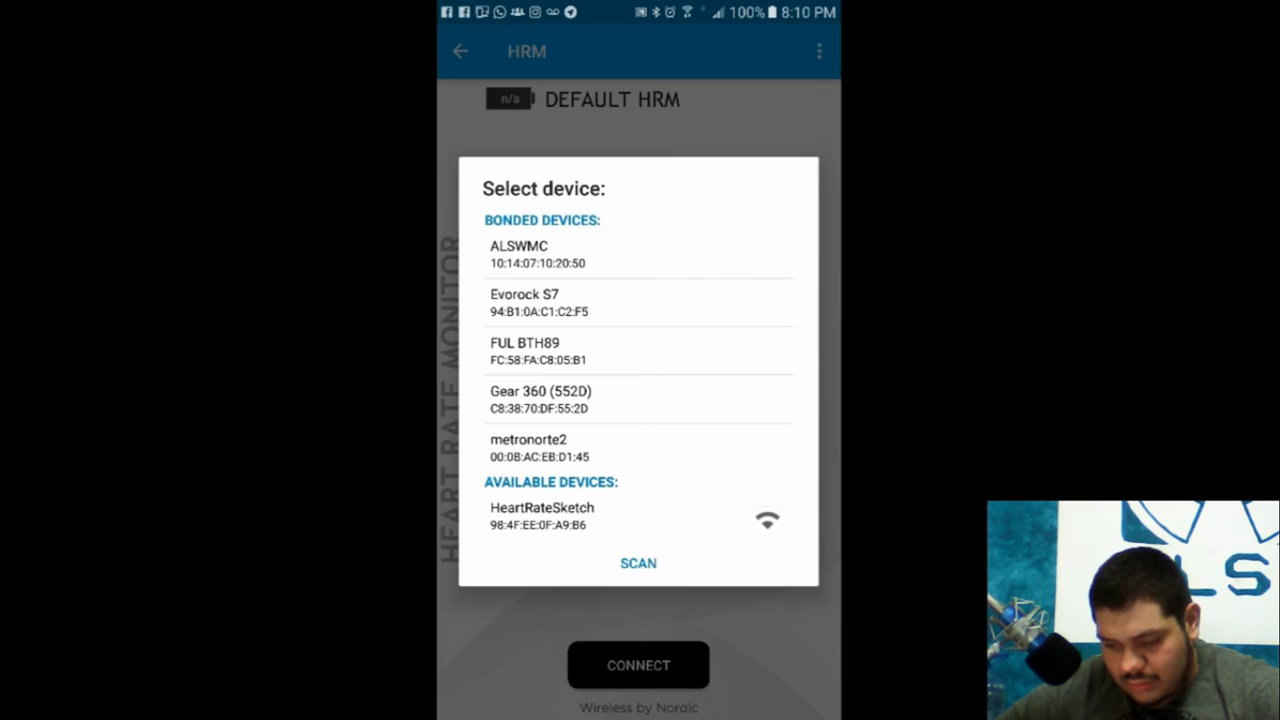 100% 8:10 PM
HRM
n/a DEFAULT HRM
HEART RATE MONITOR
Select device:
BONDED DEVICES:
ALSWMC
10:14:07:10:20:50
Evorock S7
94:B1:0A:C1:C2:F5
FUL BTH89
FC:58:FA:C8:05:B1
Gear 360 (552D)
C8:38:70:DF:55:2D
metronorte2
00:0B:AC:EB:D1:45
AVAILABLE DEVICES:
HeartRateSketch
98:4F:EE:0F:A9:B6
SCAN
CONNECT
Wireless by Nordic
LS